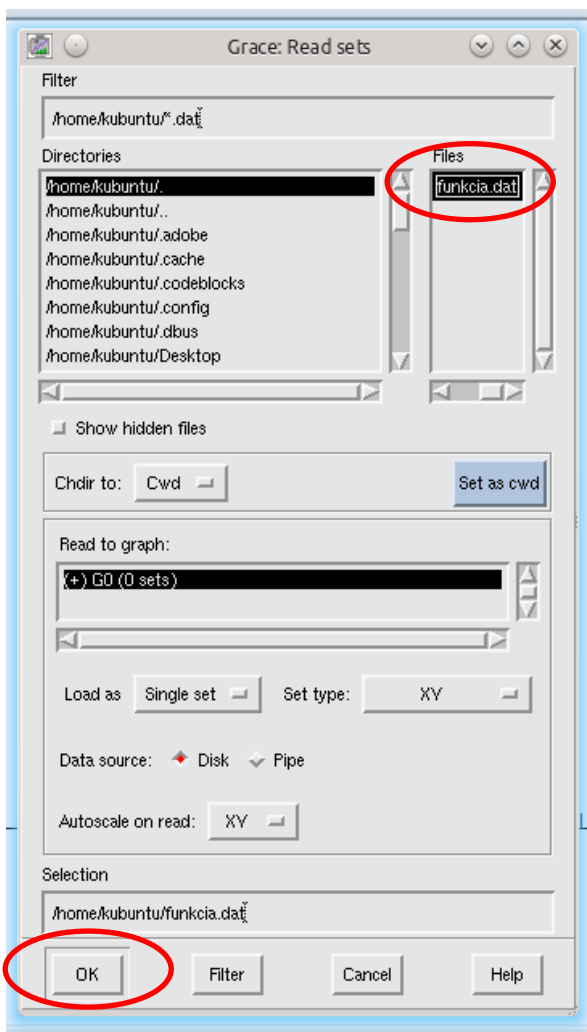 Grace: Read sets
Filter
/home/kubuntu/*.dat
Directories
Files
/home/kubuntu/.
funkcia.dat
/home/kubuntu/..
/home/kubuntu/.adobe
/home/kubuntu/.cache
/home/kubuntu/.codeblocks
/home/kubuntu/.config
/home/kubuntu/.dbus
/home/kubuntu/Desktop
Show hidden files
Chdir to: Cwd Set as cwd
Read to graph:
(+) G0 (0 sets)
Load as Single set Set type: XY
Data source: Disk Pipe
Autoscale on read: XY
Selection
/home/kubuntu/funkcia.dat
OK Filter Cancel Help